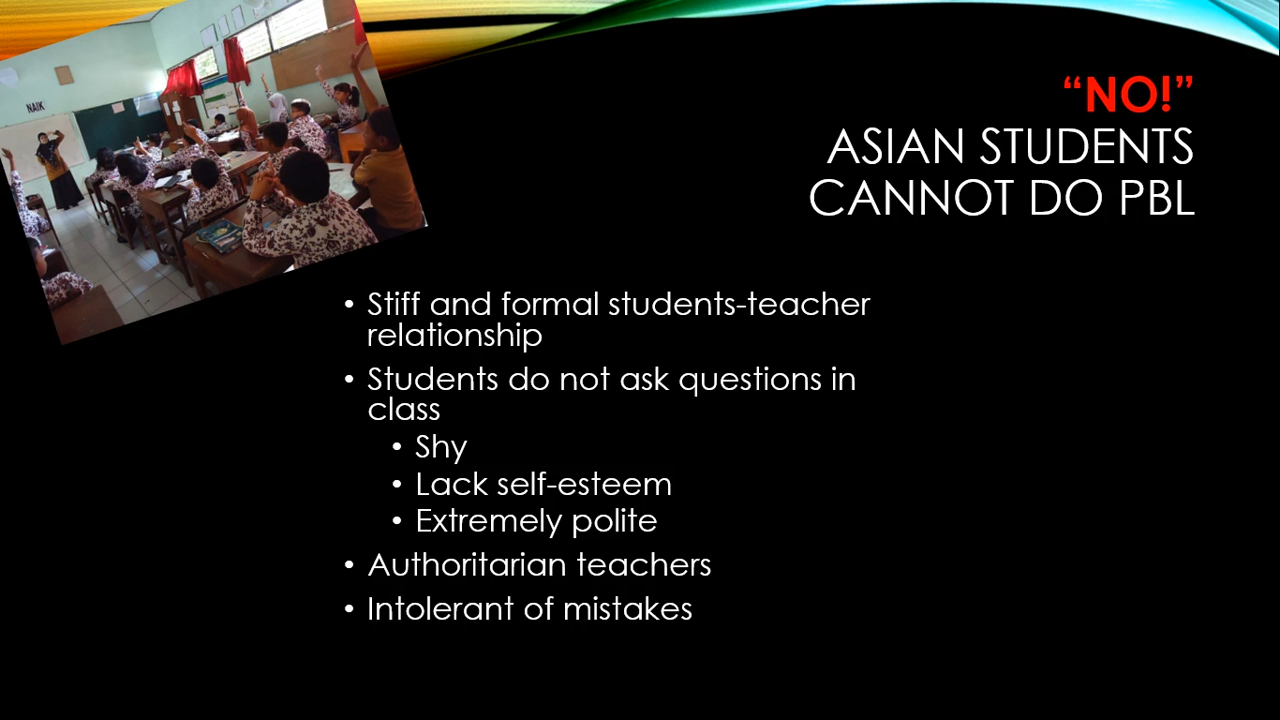 NAIK
“NO!”
ASIAN STUDENTS
CANNOT DO PBL
• Stiff and formal students-teacher
relationship
• Students do not ask questions in
class
• Shy
• Lack self-esteem
• Extremely polite
• Authoritarian teachers
• Intolerant of mistakes